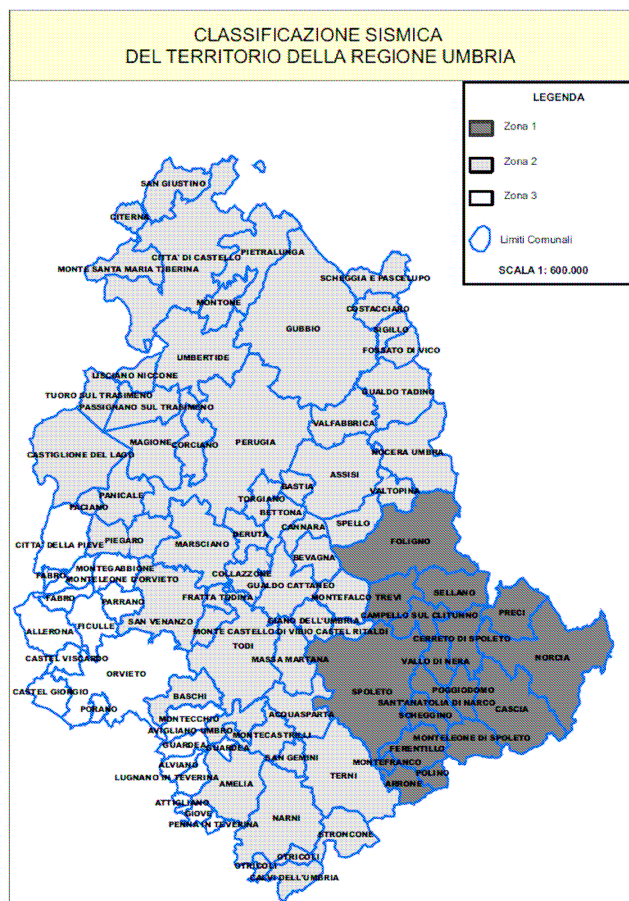 CLASSIFICAZIONE SISMICA
DEL TERRITORIO DELLA REGIONE UMBRIA
LEGENDA
Zona 1
Zona 2
Zona 3
Limiti Comunali
SCALA 1: 600.000
SAN GIUSTINO
CITERNA
CITTA' DI CASTELLO
PIETRALUNGA
MONTE SANTA MARIA TIBERINA
SCHEGGIA E PASCELUPO
MONTONE
COSTACCIARO
GUBBIO
SIGILLO
UMBERTIDE
FOSSATO DI VICO
LISCIANO NICCONE
GUALDO TADINO
TUORO SUL TRASIMENO
PASSIGNANO SUL TRASIMENO
VALFABBRICA
MAGIONE
CORCIANO
PERUGIA
NOCERA UMBRA
CASTIGLIONE DEL LAGO
ASSISI
BASTIA
VALTOPINA
PANICALE
TORGIANO
PACIANO
BETTONA
CANNARA
SPELLO
CITTA' DELLA PIEVE
PIEGARO
MARSCIANO
DERUTA
FOLIGNO
BEVAGNA
MONTEGABBIONE
FABRO
MONTELEONE D'ORVIETO
COLLAZZONE
GUALDO CATTANEO
SELLANO
FABRO
PARRANO
FRATTA TODINA
MONTEFALCO
TREVI
PRECI
SAN VENANZO
GIANO DELL'UMBRIA
CAMPELLO SUL CLITUNNO
ALLERONA
FICULLE
MONTE CASTELLO DI VIBIO
CASTEL RITALDI
CERRETO DI SPOLETO
TODI
NORCIA
CASTEL VISCARDO
MASSA MARTANA
VALLO DI NERA
ORVIETO
CASTEL GIORGIO
BASCHI
SPOLETO
POGGIODOMO
SANT'ANATOLIA DI NARCO
CASCIA
PORANO
MONTECCHIO
ACQUASPARTA
SCHEGGINO
AVIGLIANO UMBRO
MONTECASTRILLI
MONTELEONE DI SPOLETO
GUARDEA
GUARDEA
FERENTILLO
ALVIANO
SAN GEMINI
MONTEFRANCO
LUGNANO IN TEVERINA
AMELIA
TERNI
POLINO
ARRONE
ATTIGLIANO
GIOVE
NARNI
PENNA IN TEVERINA
STRONCONE
OTRICOLI
OTRICOLI
CALVI DELL'UMBRIA